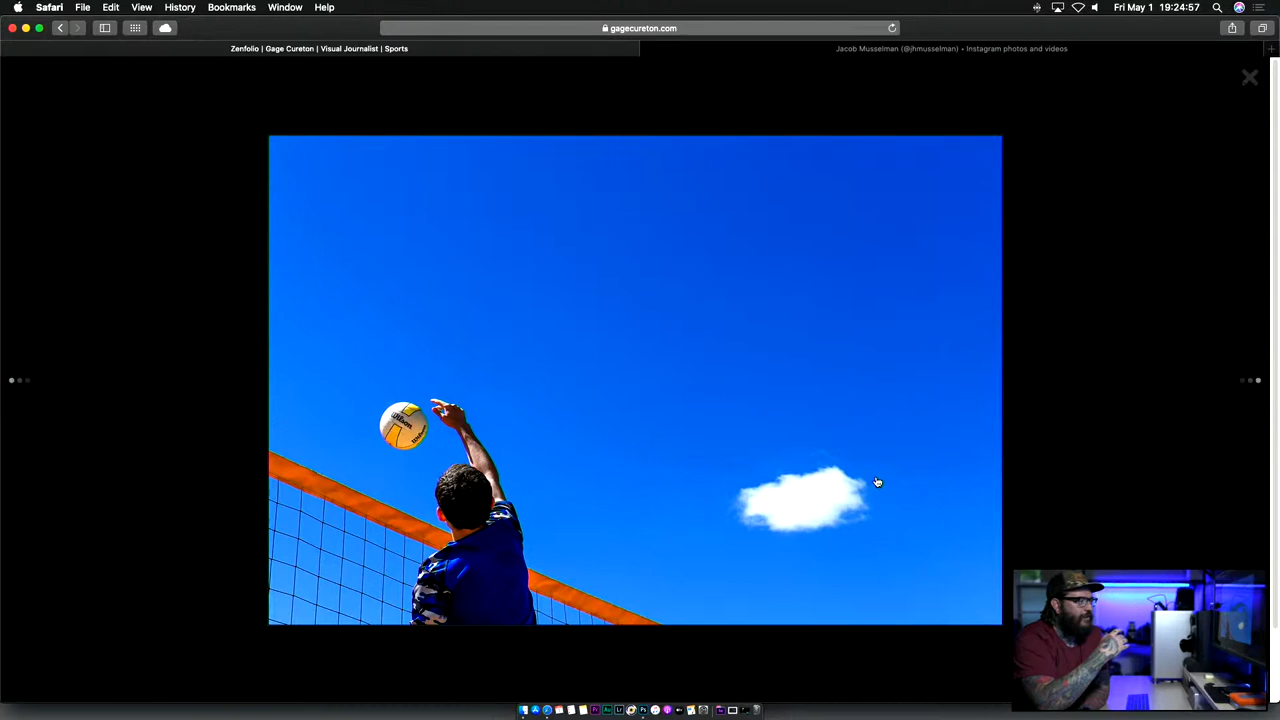 Safari File Edit View History Bookmarks Window Help
Fri May 1 19:24:57
gagecureton.com
Zenfolio | Gage Cureton | Visual Journalist | Sports
Jacob Musselman (@jhmusselman) • Instagram photos and videos
Wilson